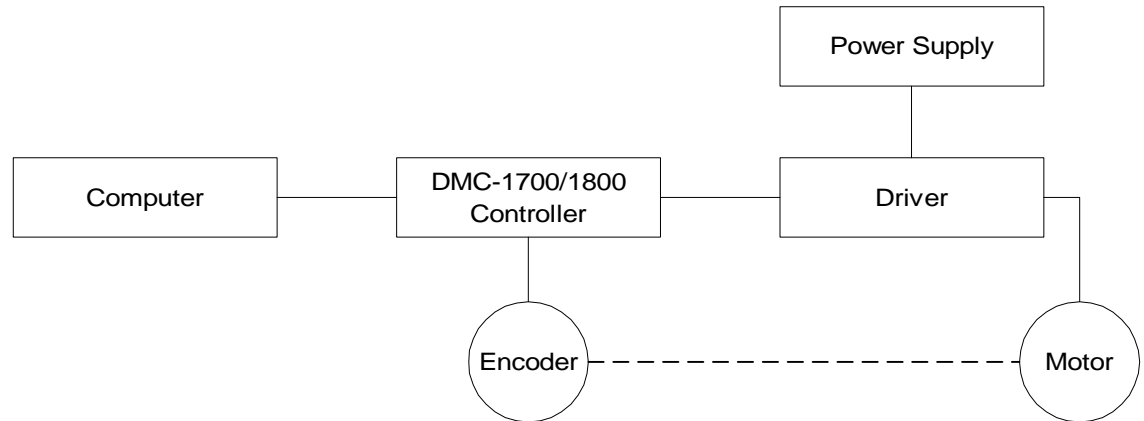 Power Supply
Computer
DMC-1700/1800
Controller
Driver
Encoder
Motor